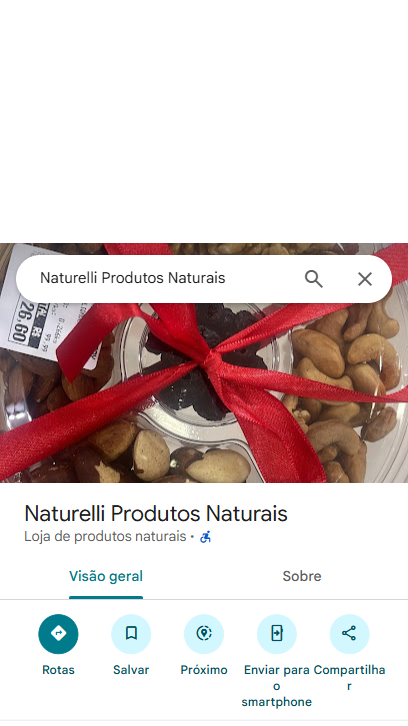 Naturelli Produtos Naturais
26,60
Naturelli Produtos Naturais
Loja de produtos naturais •
Visão geral
Sobre
Rotas
Salvar
Próximo
Enviar para
o
smartphone
Compartilha
r